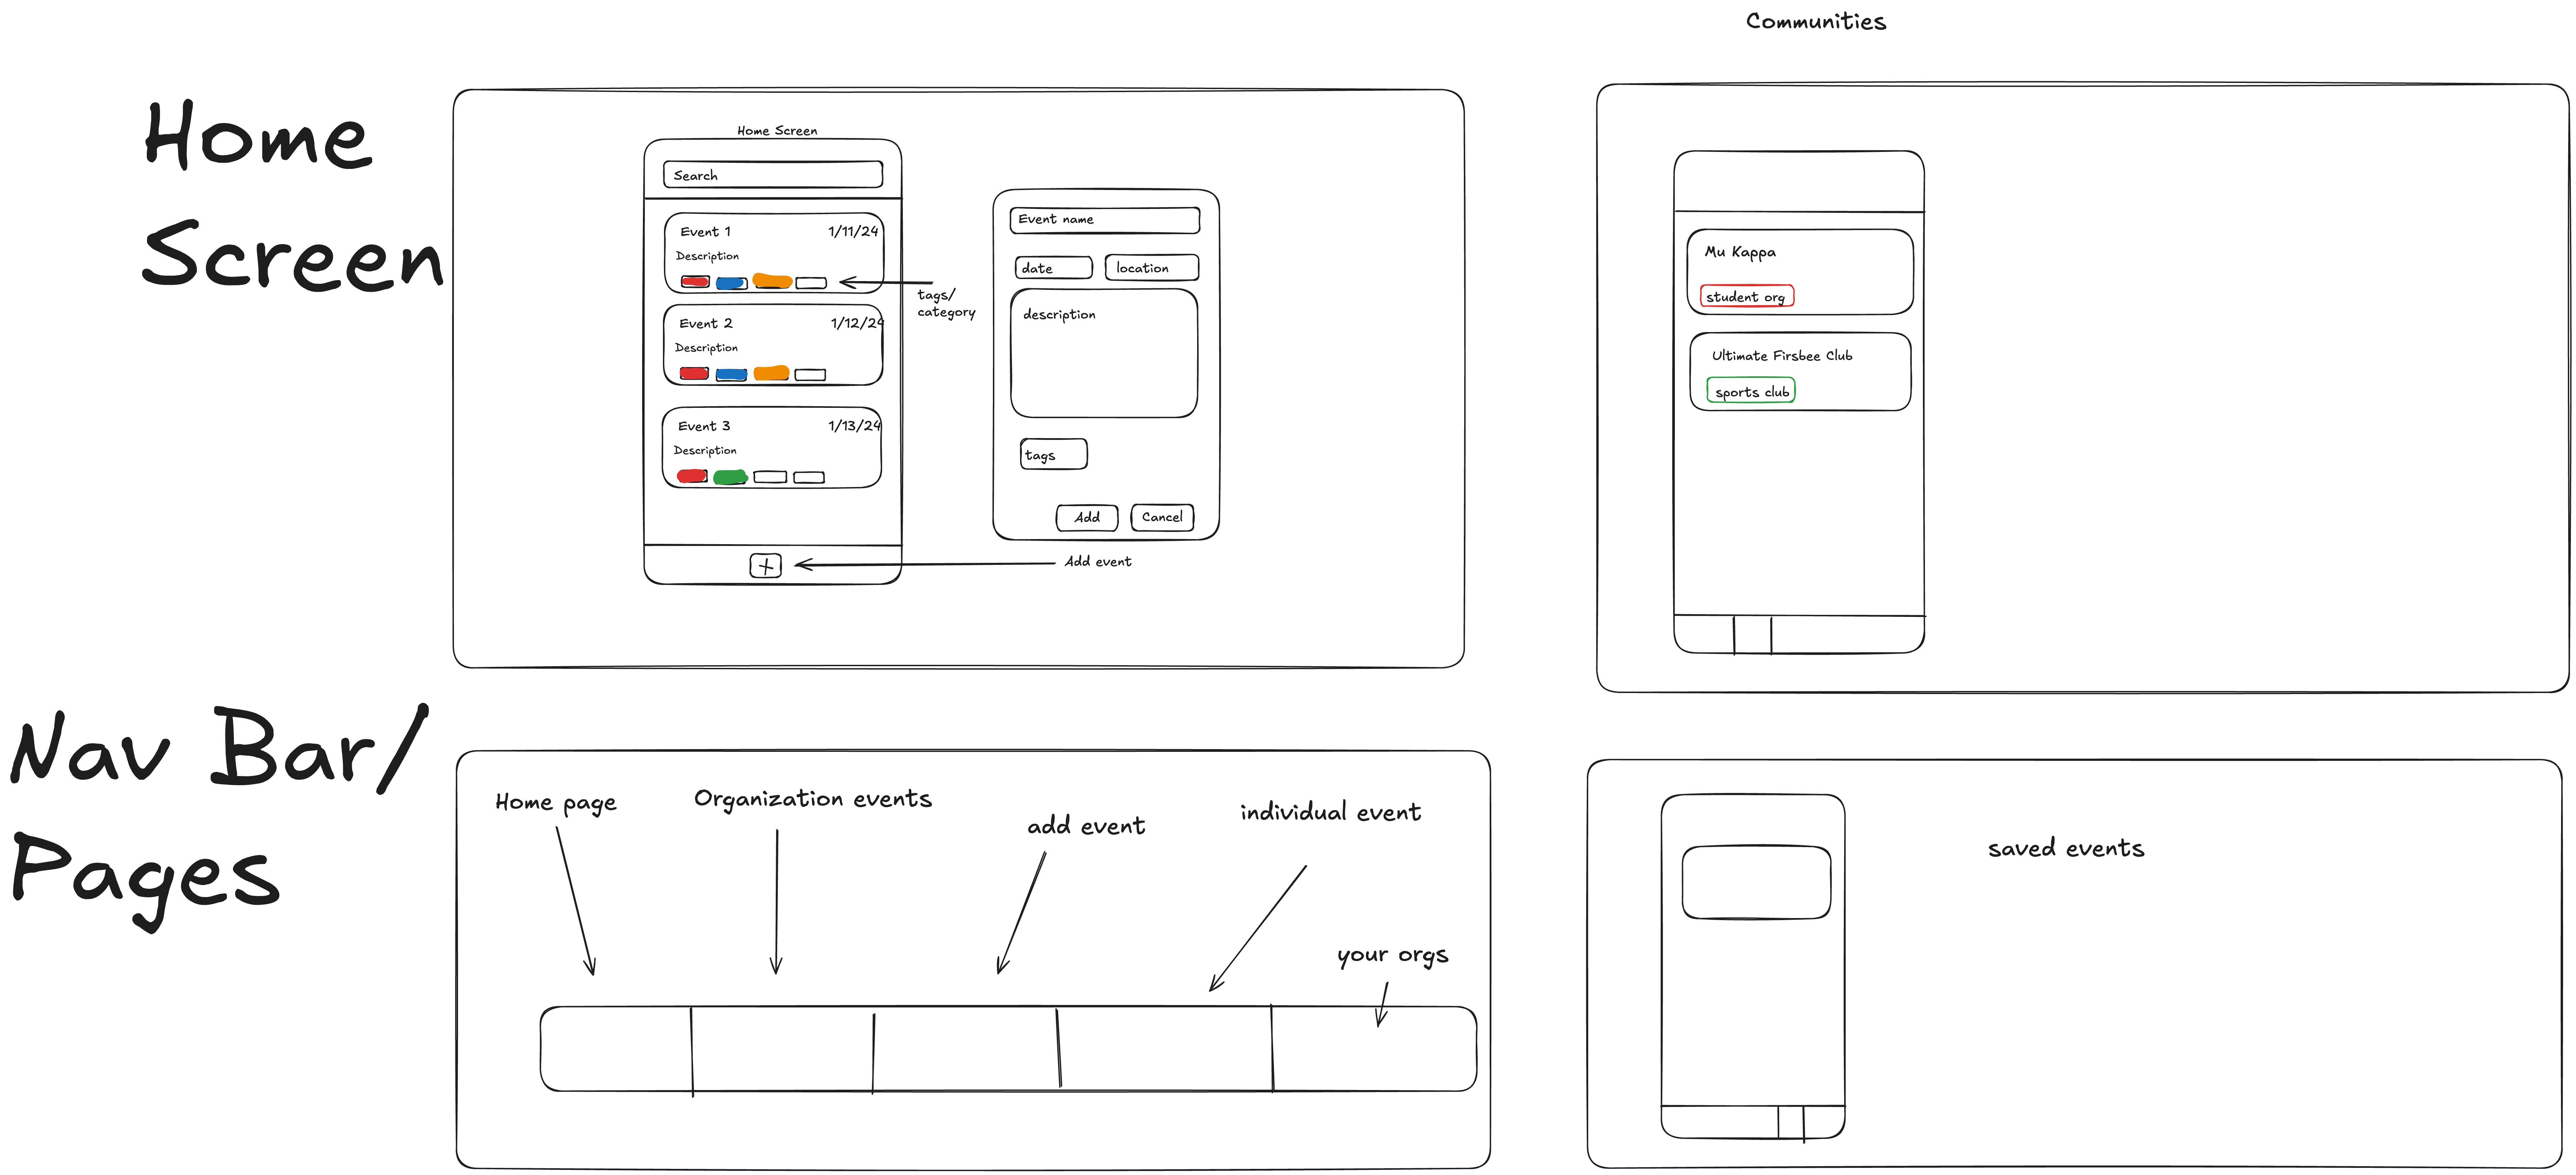 Communities
Home
Screen
Home Screen
Search
Event 1 1/11/24
Description
tags/
category
Event 2 1/12/24
Description
Event 3 1/13/24
Description
Event name
date location
description
tags
Add Cancel
Add event
Mu Kappa
student org
Ultimate Firsbee Club
sports club
Nav Bar/
Pages
Home page
Organization events
add event
individual event
your orgs
saved events